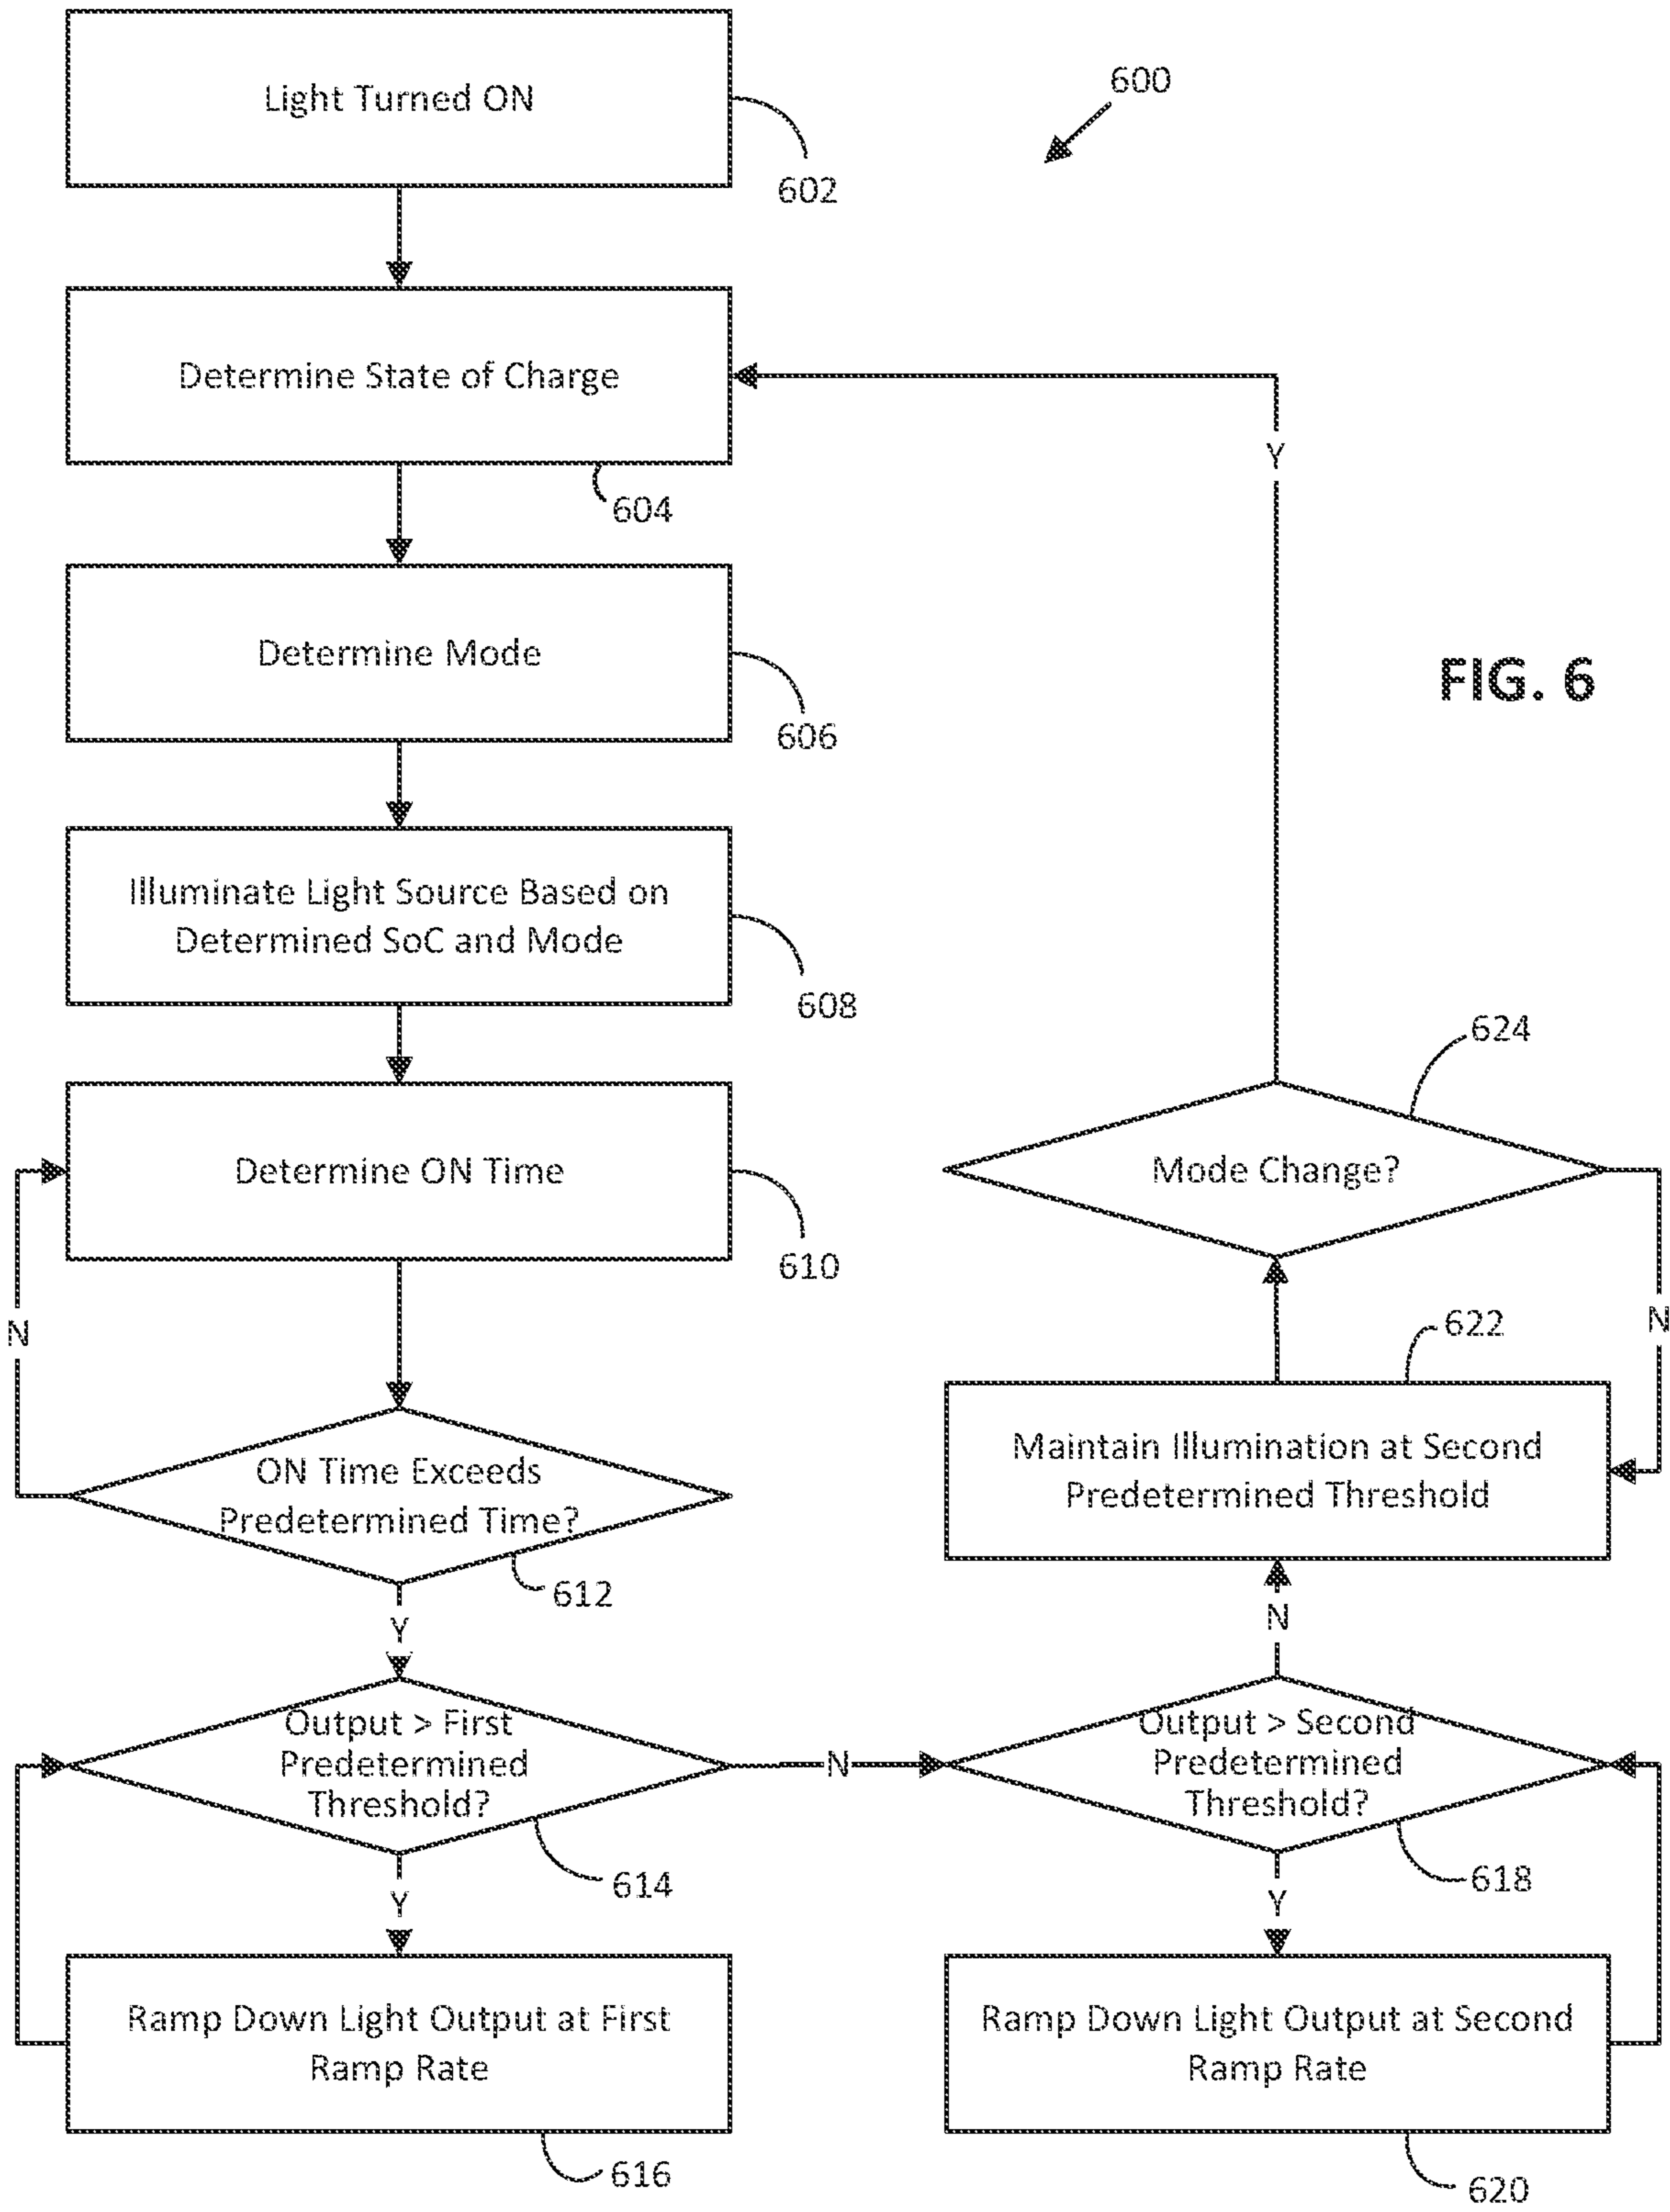 Light Turned ON
602
600
Determine State of Charge
604
Y
Determine Mode
606
FIG. 6
Illuminate Light Source Based on
Determined SoC and Mode
608
Determine ON Time
610
N
ON Time Exceeds
Predetermined Time?
612
Y
Output > First
Predetermined
Threshold?
614
N
Y
Ramp Down Light Output at First
Ramp Rate
616
Output > Second
Predetermined
Threshold?
618
Y
Ramp Down Light Output at Second
Ramp Rate
620
N
Maintain Illumination at Second
Predetermined Threshold
622
Mode Change?
624
N